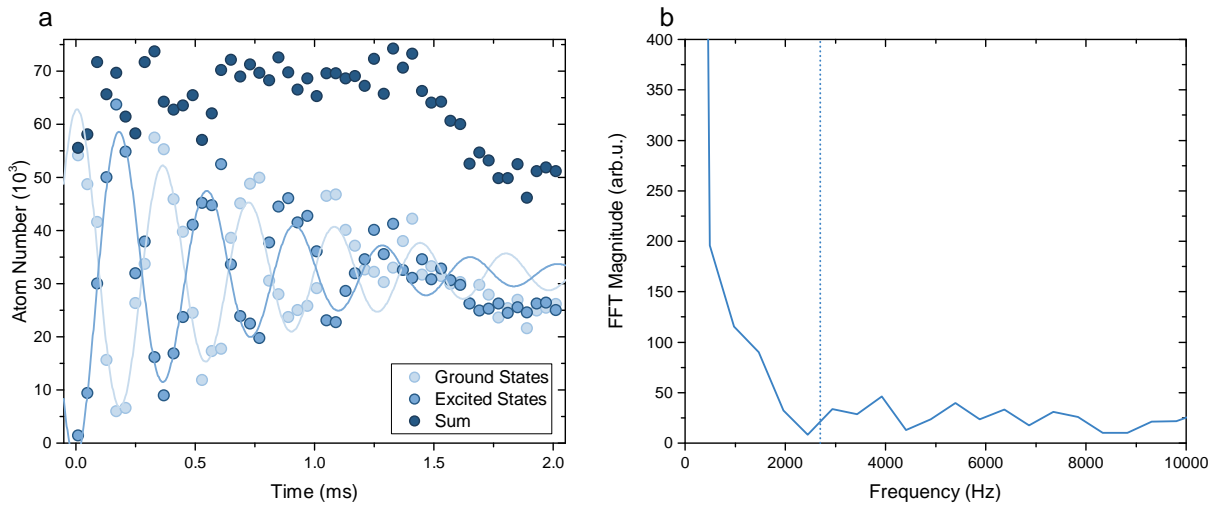 a
70
60
50
40
30
20
10
0
Atom Number (10³)
Ground States
Excited States
Sum
0.0 0.5 1.0 1.5 2.0
Time (ms)
b
400
350
300
250
200
150
100
50
0
FFT Magnitude (arb.u.)
0 2000 4000 6000 8000 10000
Frequency (Hz)